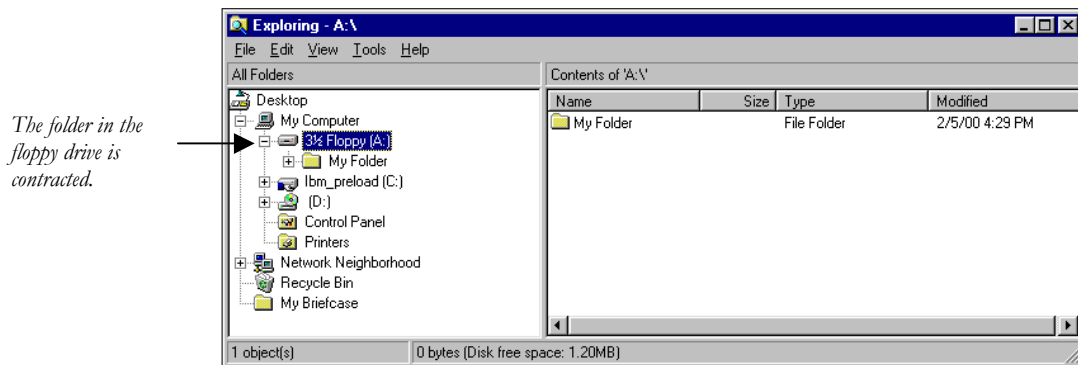 Exploring - A:\
File Edit View Tools Help
All Folders
Contents of 'A:\'
The folder in the
floppy drive is
contracted.
Desktop
My Computer
3½ Floppy (A:)
My Folder
Ibm_preload (C:)
(D:)
Control Panel
Printers
Network Neighborhood
Recycle Bin
My Briefcase
Name Size Type Modified
My Folder File Folder 2/5/00 4:29 PM
1 object(s) 0 bytes (Disk free space: 1.20MB)